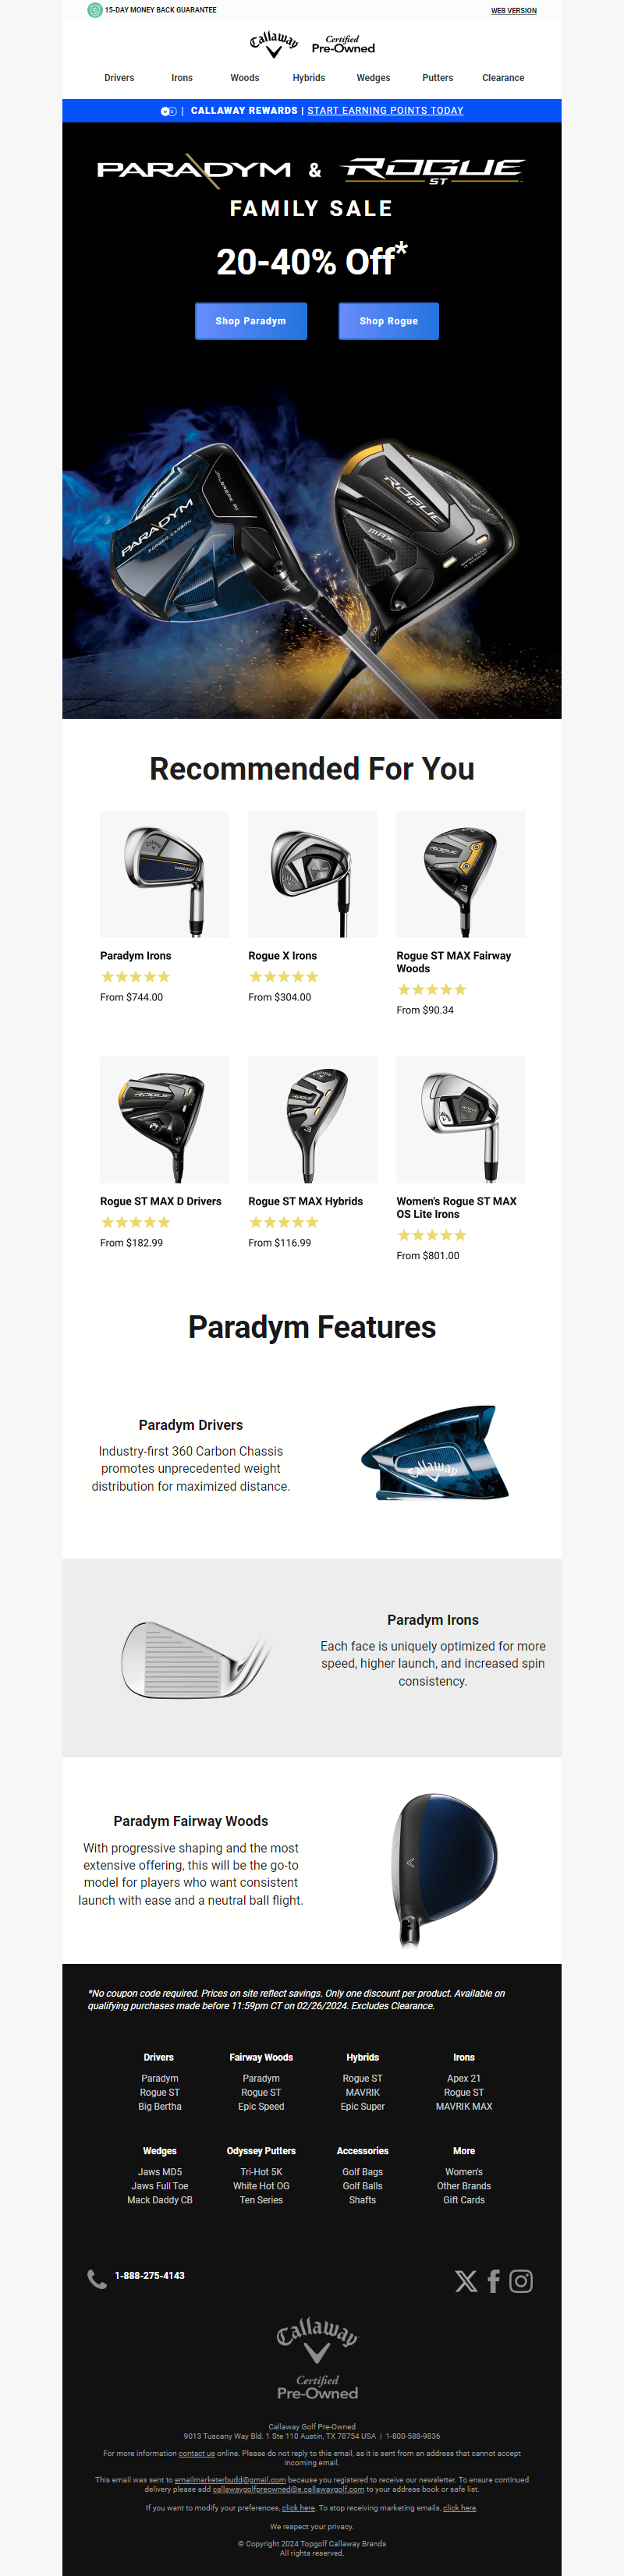 15-DAY MONEY BACK GUARANTEE
WEB VERSION
Callaway
Certified
Pre-Owned
Drivers Irons Woods Hybrids Wedges Putters Clearance
| CALLAWAY REWARDS | START EARNING POINTS TODAY
PARADYM & ROGUE
ST
FAMILY SALE
20-40% Off*
Shop Paradym Shop Rogue
PARADYM
ROGUE
MAX
Recommended For You
Paradym Irons
From $744.00
Rogue X Irons
From $304.00
Rogue ST MAX Fairway
Woods
From $90.34
Rogue ST MAX D Drivers
From $182.99
Rogue ST MAX Hybrids
From $116.99
Women's Rogue ST MAX
OS Lite Irons
From $801.00
Paradym Features
Paradym Drivers
Industry-first 360 Carbon Chassis
promotes unprecedented weight
distribution for maximized distance.
Callaway
Paradym Irons
Each face is uniquely optimized for more
speed, higher launch, and increased spin
consistency.
Paradym Fairway Woods
With progressive shaping and the most
extensive offering, this will be the go-to
model for players who want consistent
launch with ease and a neutral ball flight.
*No coupon code required. Prices on site reflect savings. Only one discount per product. Available on
qualifying purchases made before 11:59pm CT on 02/26/2024. Excludes Clearance.
Drivers Fairway Woods Hybrids Irons
Paradym Paradym Rogue ST Apex 21
Rogue ST Rogue ST MAVRIK Rogue ST
Big Bertha Epic Speed Epic Super MAVRIK MAX
Wedges Odyssey Putters Accessories More
Jaws MD5 Tri-Hot 5K Golf Bags Women's
Jaws Full Toe White Hot OG Golf Balls Other Brands
Mack Daddy CB Ten Series Shafts Gift Cards
1-888-275-4143
Callaway
Certified
Pre-Owned
Callaway Golf Pre-Owned
9013 Tuscany Way Bld. 1 Ste 110 Austin, TX 78754 USA | 1-800-588-9836
For more information contact us online. Please do not reply to this email, as it is sent from an address that cannot accept
incoming email.
This email was sent to emailmarketerbudd@gmail.com because you registered to receive our newsletter. To ensure continued
delivery please add callawaygolfpreowned@e.callawaygolf.com to your address book or safe list.
If you want to modify your preferences, click here. To stop receiving marketing emails, click here.
We respect your privacy.
© Copyright 2024 Topgolf Callaway Brands
All rights reserved.